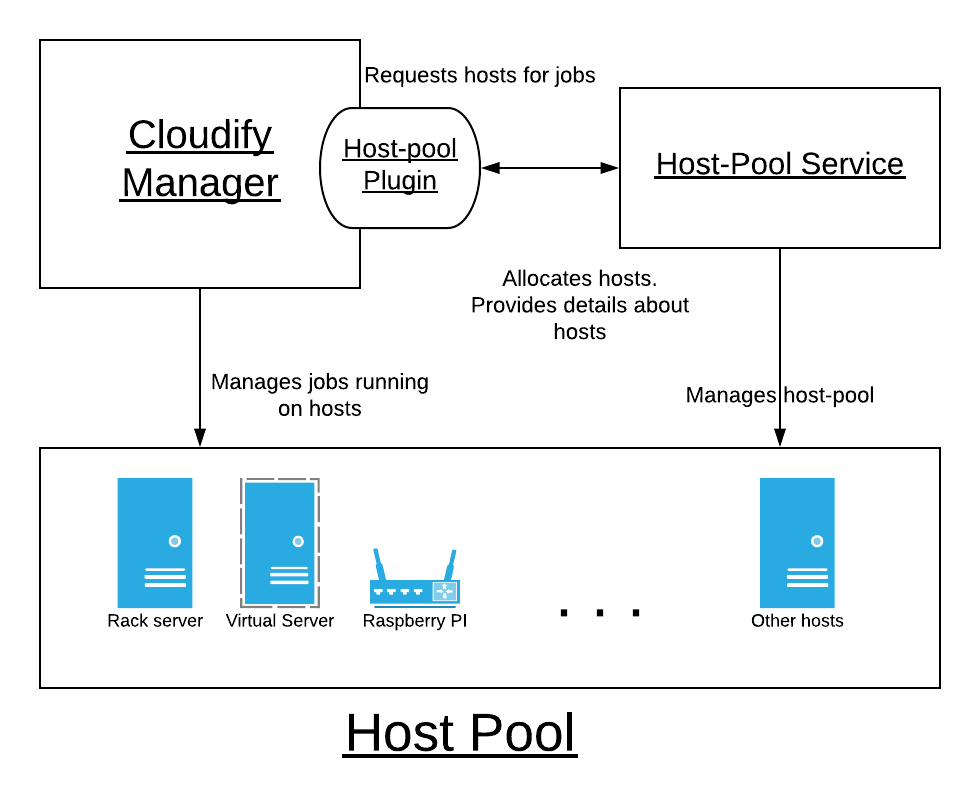 Requests hosts for jobs
Cloudify
Manager
Host-pool
Plugin
Host-Pool Service
Allocates hosts.
Provides details about
hosts
Manages jobs running
on hosts
Manages host-pool
Rack server
Virtual Server
Raspberry PI
. . .
Other hosts
Host Pool